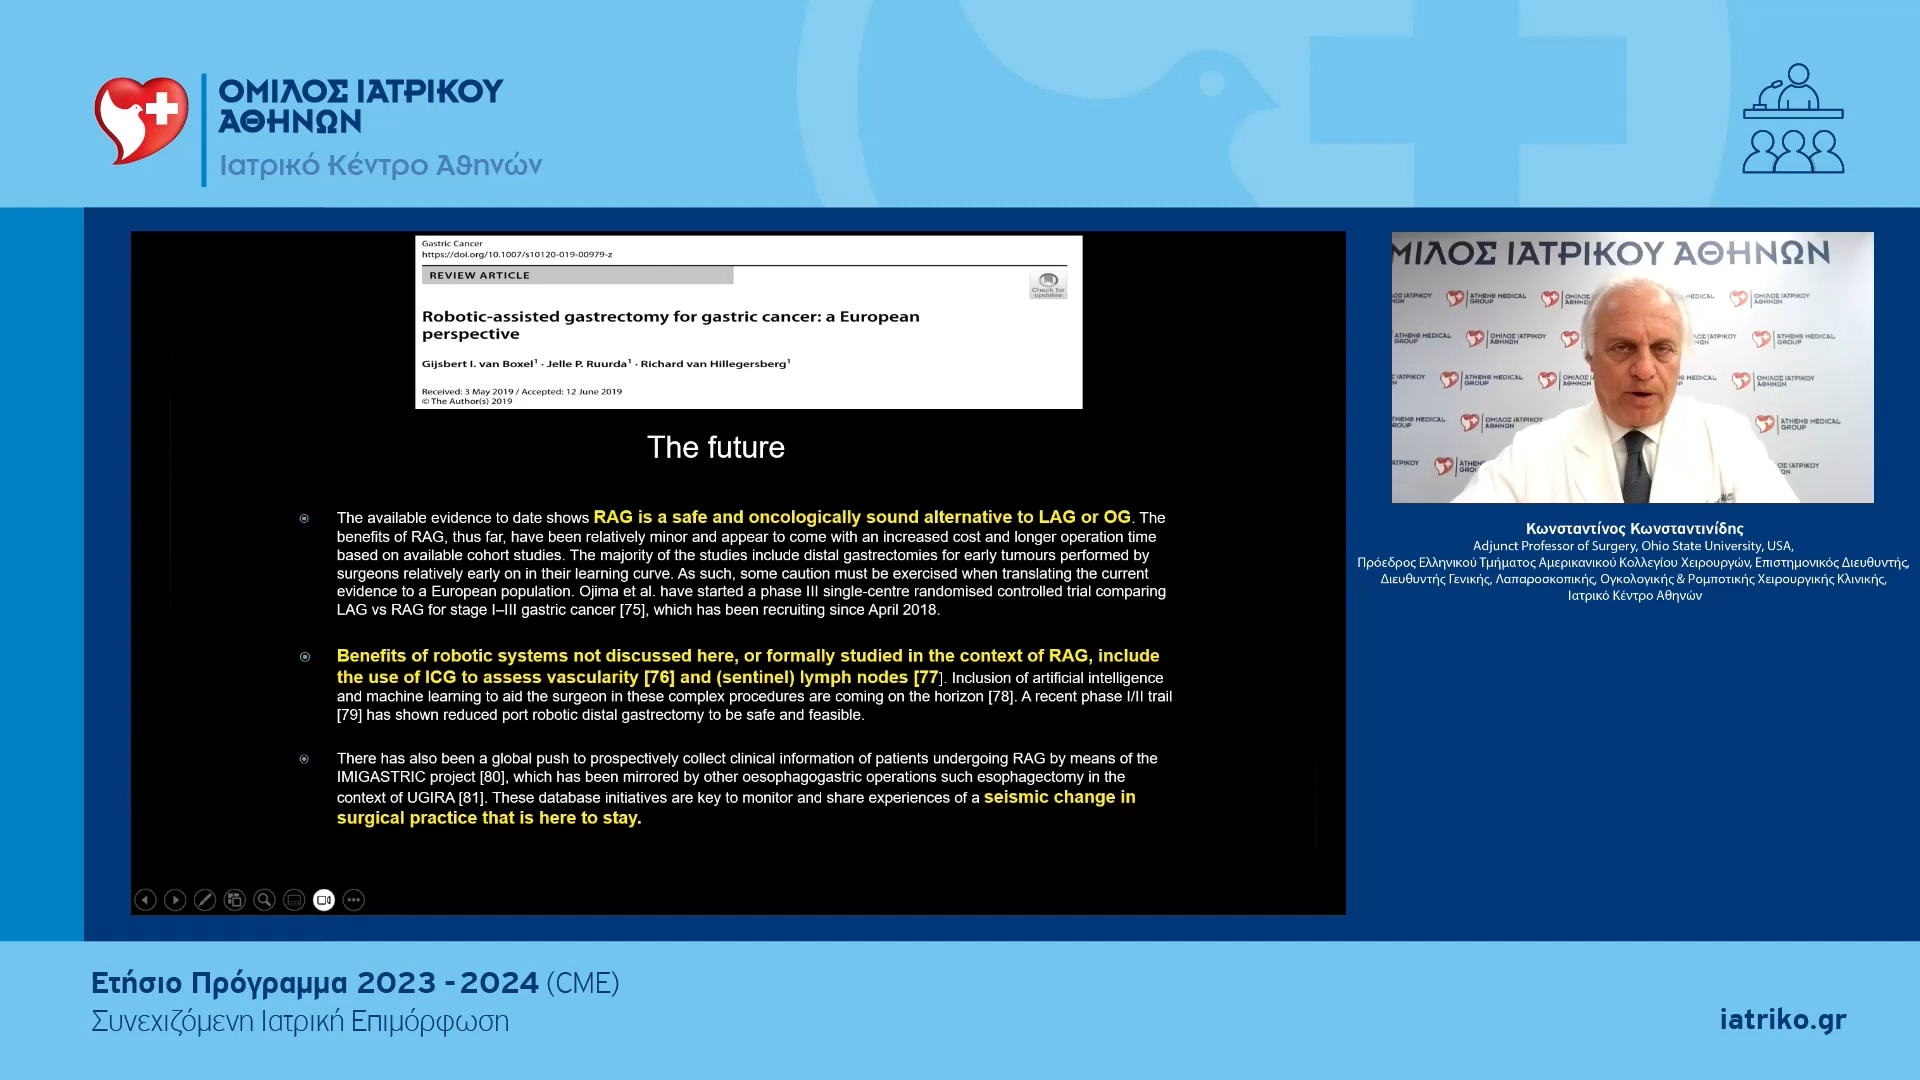 ΟΜΙΛΟΣ ΙΑΤΡΙΚΟΥ
ΑΘΗΝΩΝ
Ιατρικό Κέντρο Αθηνών
Gastric Cancer
https://doi.org/10.1007/s10120-019-00979-z
REVIEW ARTICLE
Check for
updates
Robotic-assisted gastrectomy for gastric cancer: a European
perspective
Gijsbert I. van Boxel1 · Jelle P. Ruurda1 · Richard van Hillegersberg1
Received: 3 May 2019 / Accepted: 12 June 2019
© The Author(s) 2019
The future
The available evidence to date shows RAG is a safe and oncologically sound alternative to LAG or OG. The
benefits of RAG, thus far, have been relatively minor and appear to come with an increased cost and longer operation time
based on available cohort studies. The majority of the studies include distal gastrectomies for early tumours performed by
surgeons relatively early on in their learning curve. As such, some caution must be exercised when translating the current
evidence to a European population. Ojima et al. have started a phase III single-centre randomised controlled trial comparing
LAG vs RAG for stage I–III gastric cancer [75], which has been recruiting since April 2018.
Benefits of robotic systems not discussed here, or formally studied in the context of RAG, include
the use of ICG to assess vascularity [76] and (sentinel) lymph nodes [77]. Inclusion of artificial intelligence
and machine learning to aid the surgeon in these complex procedures are coming on the horizon [78]. A recent phase I/II trail
[79] has shown reduced port robotic distal gastrectomy to be safe and feasible.
There has also been a global push to prospectively collect clinical information of patients undergoing RAG by means of the
IMIGASTRIC project [80], which has been mirrored by other oesophagogastric operations such esophagectomy in the
context of UGIRA [81]. These database initiatives are key to monitor and share experiences of a seismic change in
surgical practice that is here to stay.
ΜΙΛΟΣ ΙΑΤΡΙΚΟΥ ΑΘΗΝΩΝ
ATHENS MEDICAL
GROUP
ΟΜΙΛΟΣ ΙΑΤΡΙΚΟΥ
ΑΘΗΝΩΝ
Κωνσταντίνος Κωνσταντινίδης
Adjunct Professor of Surgery, Ohio State University, USA,
Πρόεδρος Ελληνικού Τμήματος Αμερικανικού Κολλεγίου Χειρουργών, Επιστημονικός Διευθυντής,
Διευθυντής Γενικής, Λαπαροσκοπικής, Ογκολογικής & Ρομποτικής Χειρουργικής Κλινικής,
Ιατρικό Κέντρο Αθηνών
Ετήσιο Πρόγραμμα 2023 - 2024 (CME)
Συνεχιζόμενη Ιατρική Επιμόρφωση
iatriko.gr